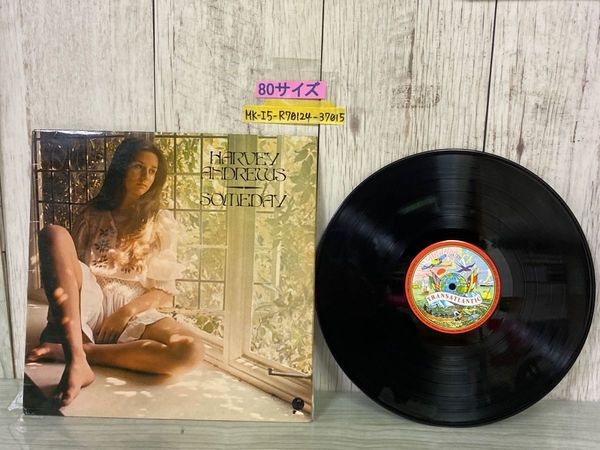 80サイズ
MK-I5-R70124-37015
HARVEY
ANDREWS
SOMEDAY
TRANSATLANTIC